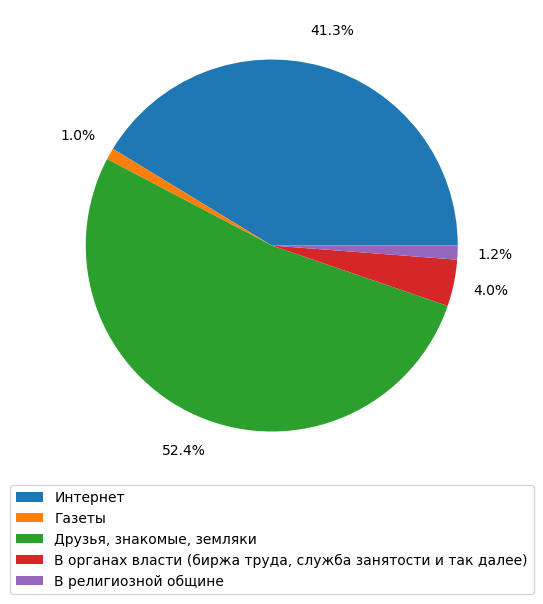 41.3%
1.0%
1.2%
4.0%
52.4%
Интернет
Газеты
Друзья, знакомые, земляки
В органах власти (биржа труда, служба занятости и так далее)
В религиозной общине